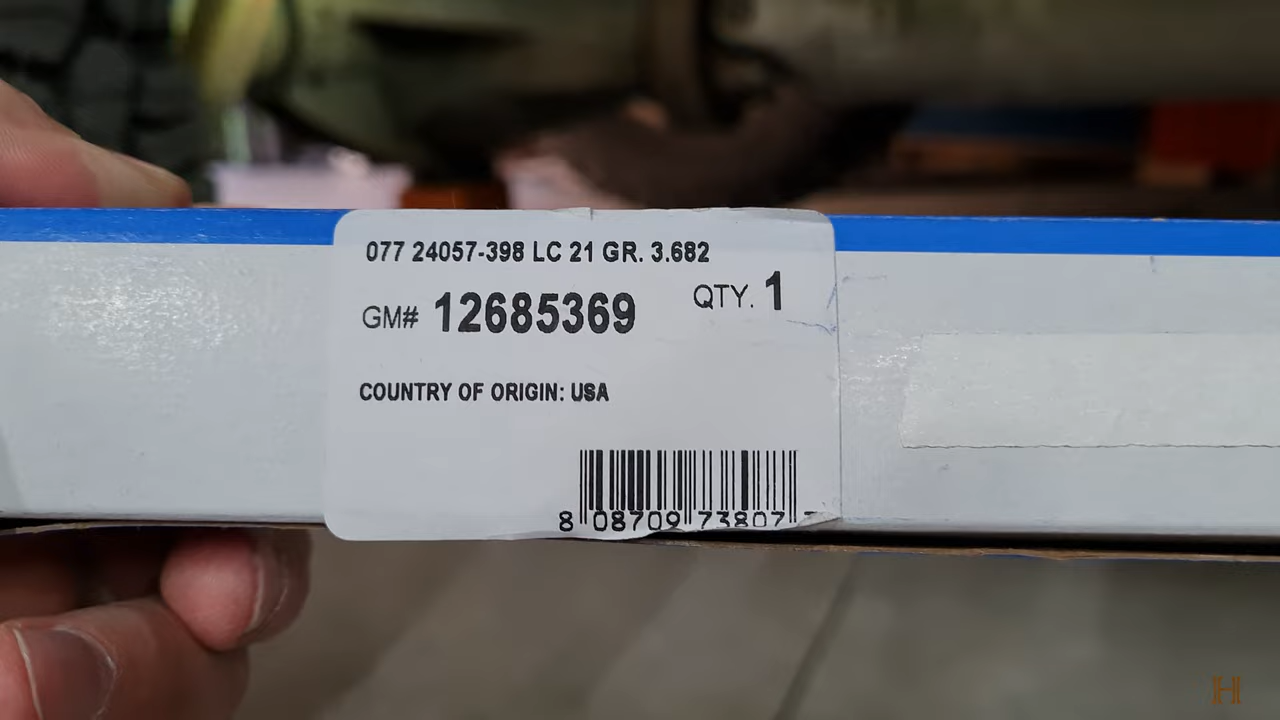 077 24057-398 LC 21 GR. 3.682
GM# 12685369 QTY. 1
COUNTRY OF ORIGIN: USA
8 08709 73807
H